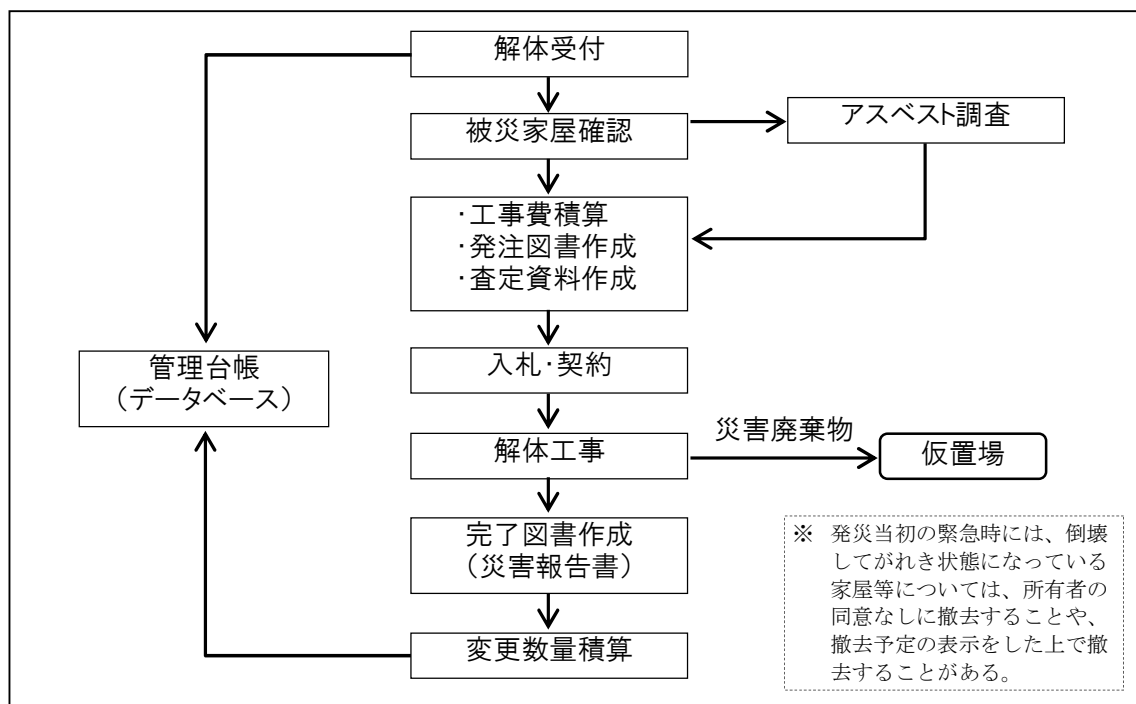 解体受付
被災家屋確認
アスベスト調査
・工事費積算
・発注図書作成
・査定資料作成
入札・契約
管理台帳
（データベース）
解体工事
災害廃棄物
仮置場
完了図書作成
（災害報告書）
変更数量積算
※ 発災当初の緊急時には、倒壊
してがれき状態になっている
家屋等については、所有者の
同意なしに撤去することや、
撤去予定の表示をした上で撤
去することがある。